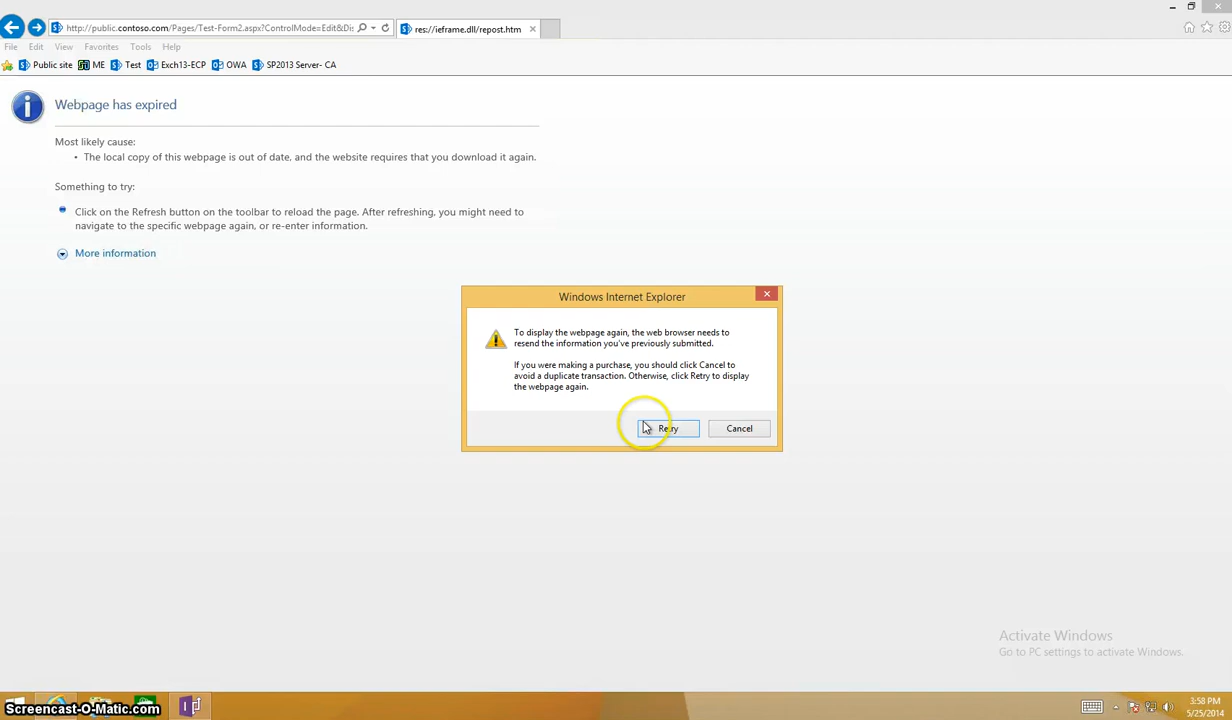 http://public.contoso.com/Pages/Test-Form2.aspx?ControlMode=Edit&Dis
res://ieframe.dll/repost.htm
File Edit View Favorites Tools Help
Public site ME Test Exch13-ECP OWA SP2013 Server- CA
Webpage has expired
Most likely cause:
• The local copy of this webpage is out of date, and the website requires that you download it again.
Something to try:
Click on the Refresh button on the toolbar to reload the page. After refreshing, you might need to
navigate to the specific webpage again, or re-enter information.
More information
Windows Internet Explorer
To display the webpage again, the web browser needs to
resend the information you've previously submitted.
If you were making a purchase, you should click Cancel to
avoid a duplicate transaction. Otherwise, click Retry to display
the webpage again.
Retry Cancel
Activate Windows
Go to PC settings to activate Windows.
Screencast-O-Matic.com
3:58 PM
5/25/2014